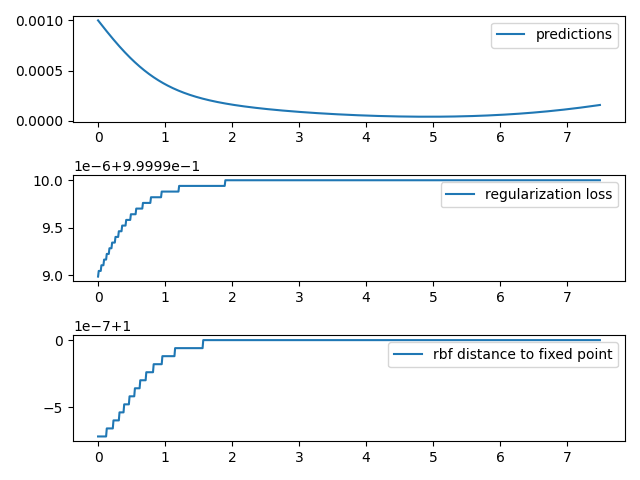 0.0010
predictions
0.0005
0.0000
0 1 2 3 4 5 6 7
1e−6+9.9999e−1
10.0
regularization loss
9.5
9.0
0 1 2 3 4 5 6 7
1e−7+1
0
rbf distance to fixed point
−5
0 1 2 3 4 5 6 7